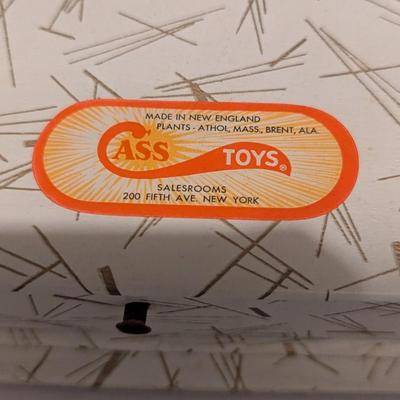 MADE IN NEW ENGLAND
PLANTS - ATHOL, MASS., BRENT, ALA.
CASS TOYS®
SALESROOMS
200 FIFTH AVE. NEW YORK